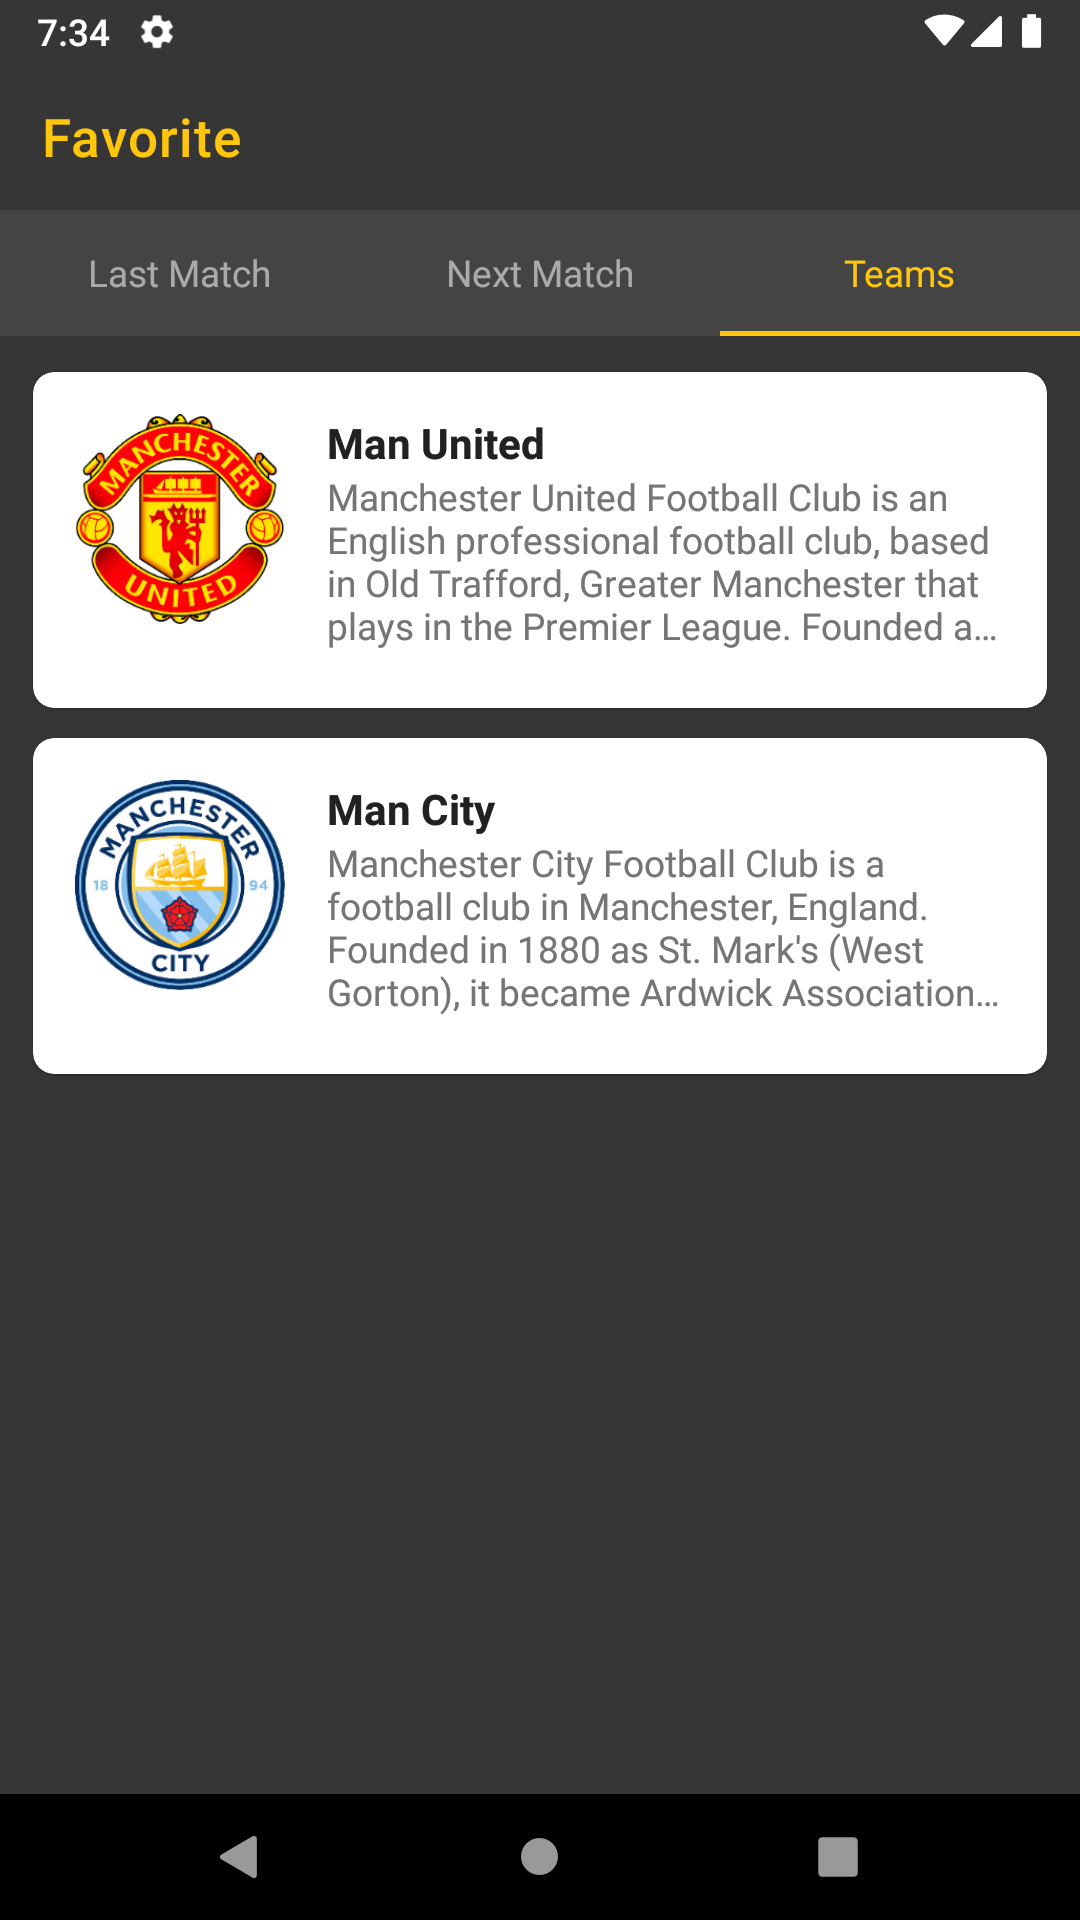 7:34
Favorite
Last Match Next Match Teams
MANCHESTER
UNITED
Man United
Manchester United Football Club is an
English professional football club, based
in Old Trafford, Greater Manchester that
plays in the Premier League. Founded a…
MANCHESTER
18 94
CITY
Man City
Manchester City Football Club is a
football club in Manchester, England.
Founded in 1880 as St. Mark's (West
Gorton), it became Ardwick Association…